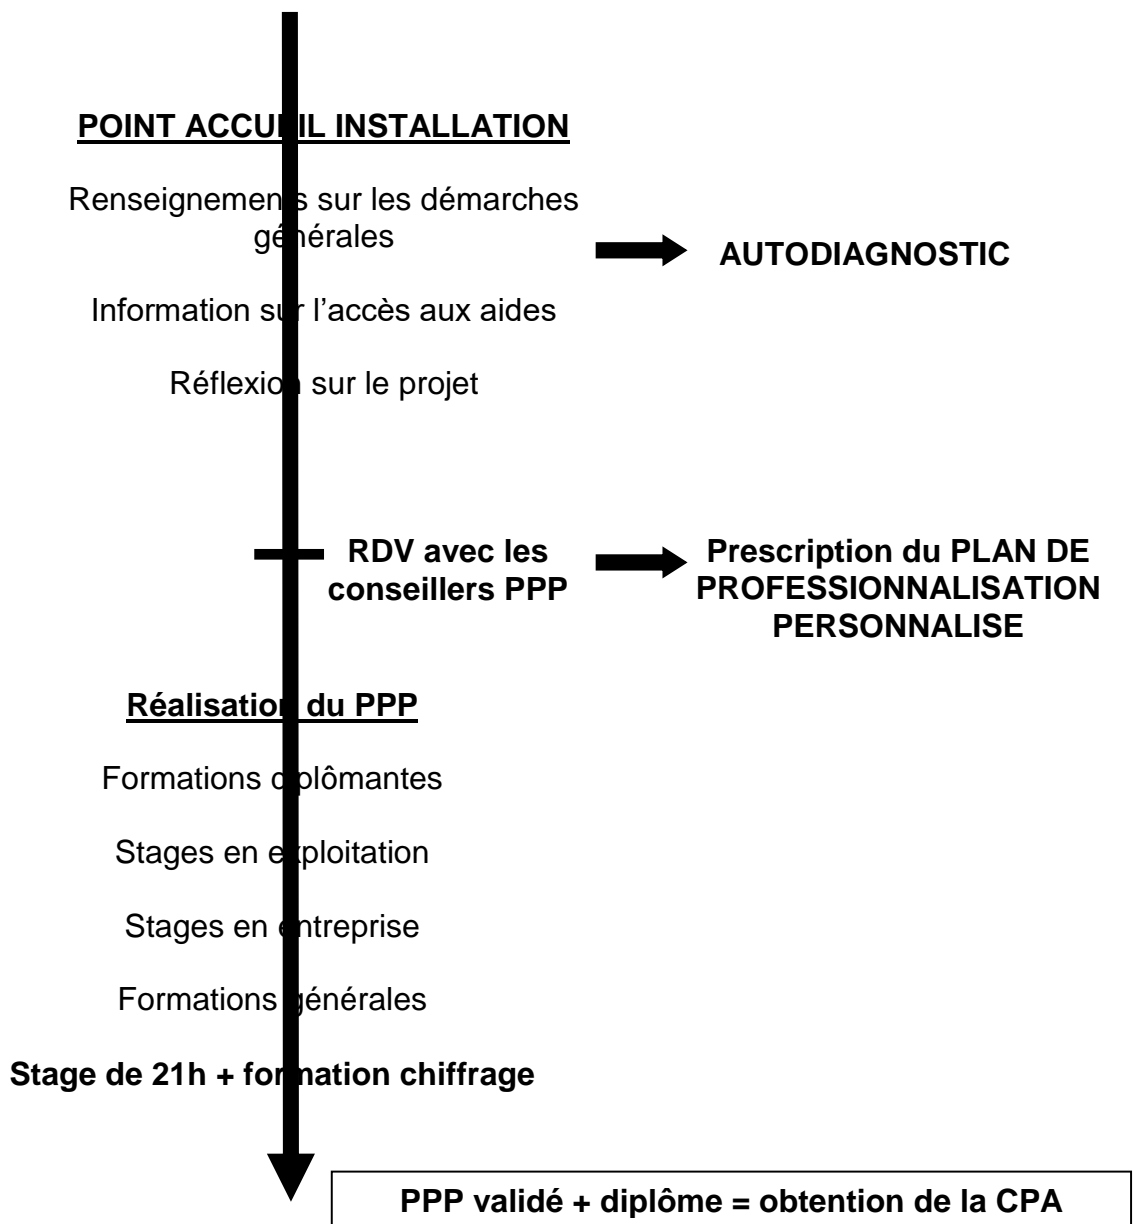 POINT ACCUEIL INSTALLATION
Renseignements sur les démarches
générales
AUTODIAGNOSTIC
Information sur l’accès aux aides
Réflexion sur le projet
RDV avec les
conseillers PPP
Prescription du PLAN DE
PROFESSIONNALISATION
PERSONNALISE
Réalisation du PPP
Formations diplômantes
Stages en exploitation
Stages en entreprise
Formations générales
Stage de 21h + formation chiffrage
PPP validé + diplôme = obtention de la CPA